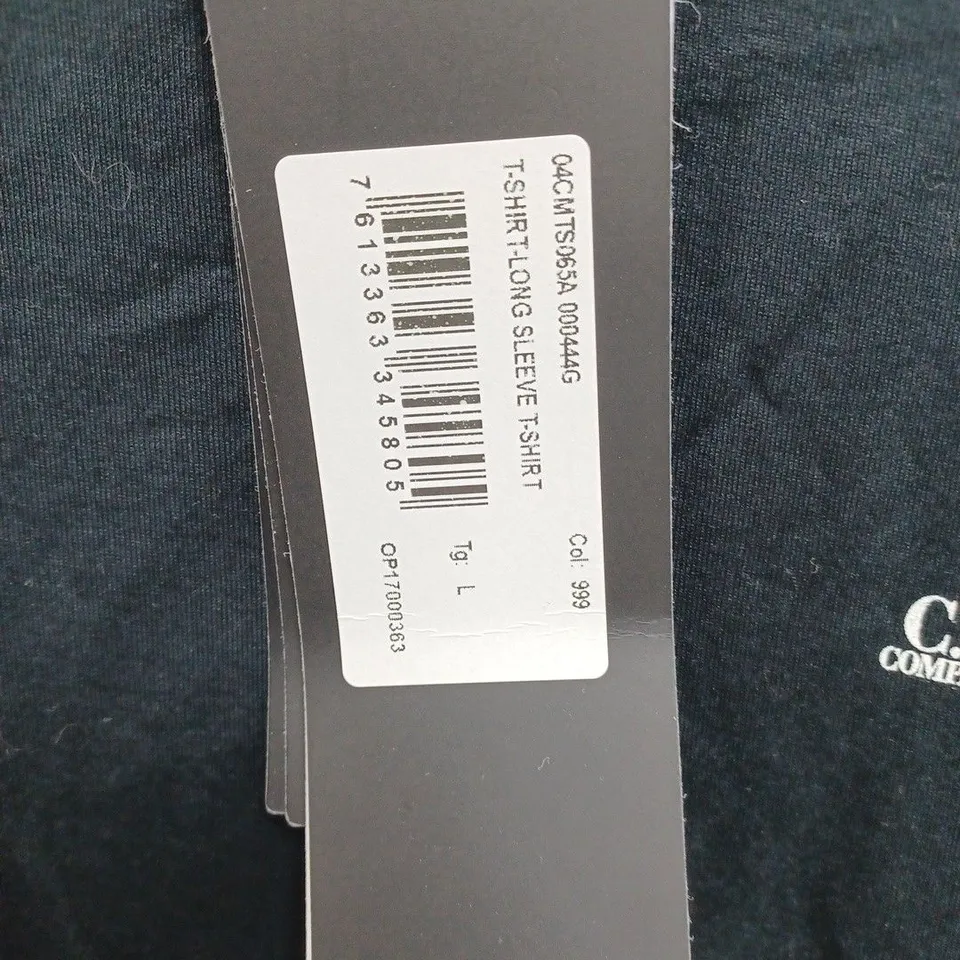 04CMTS065A 000444G
T-SHIRT-LONG SLEEVE T-SHIRT
Col: 999
Tg: L
7 613363 345805
OP17000363
C.
COMP